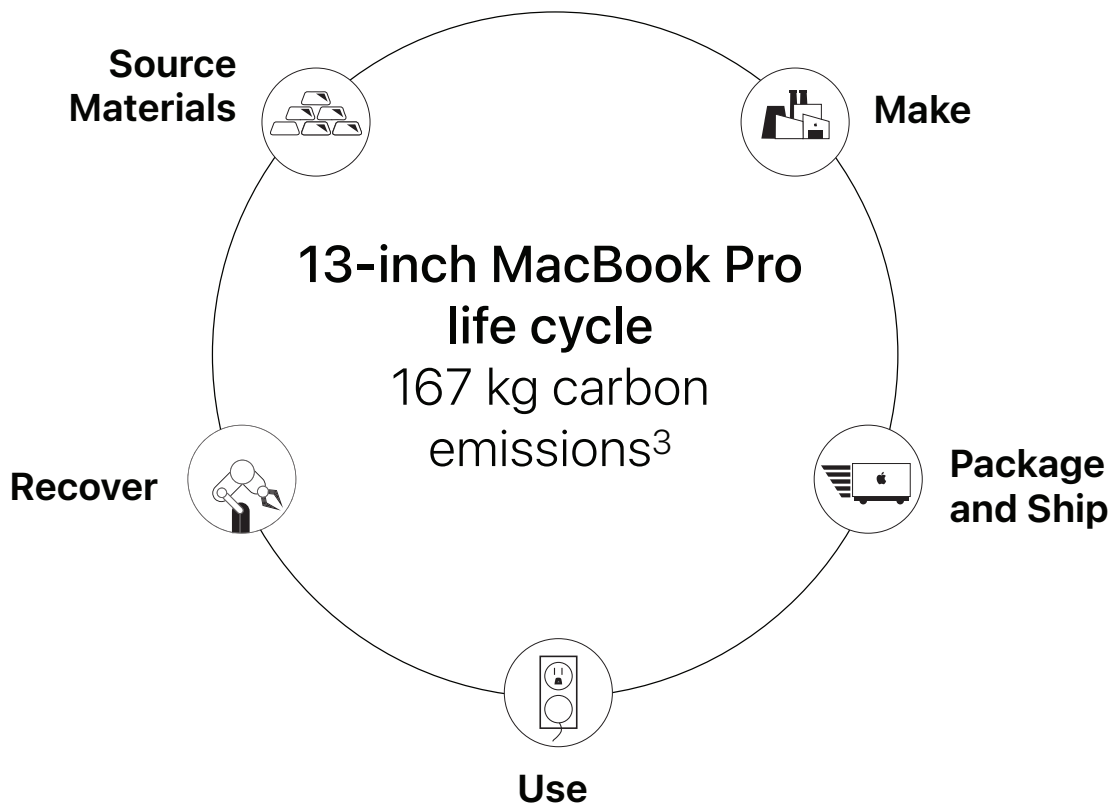 Source
Materials
Make
13-inch MacBook Pro
life cycle
167 kg carbon
emissions³
Recover
Package
and Ship
Use